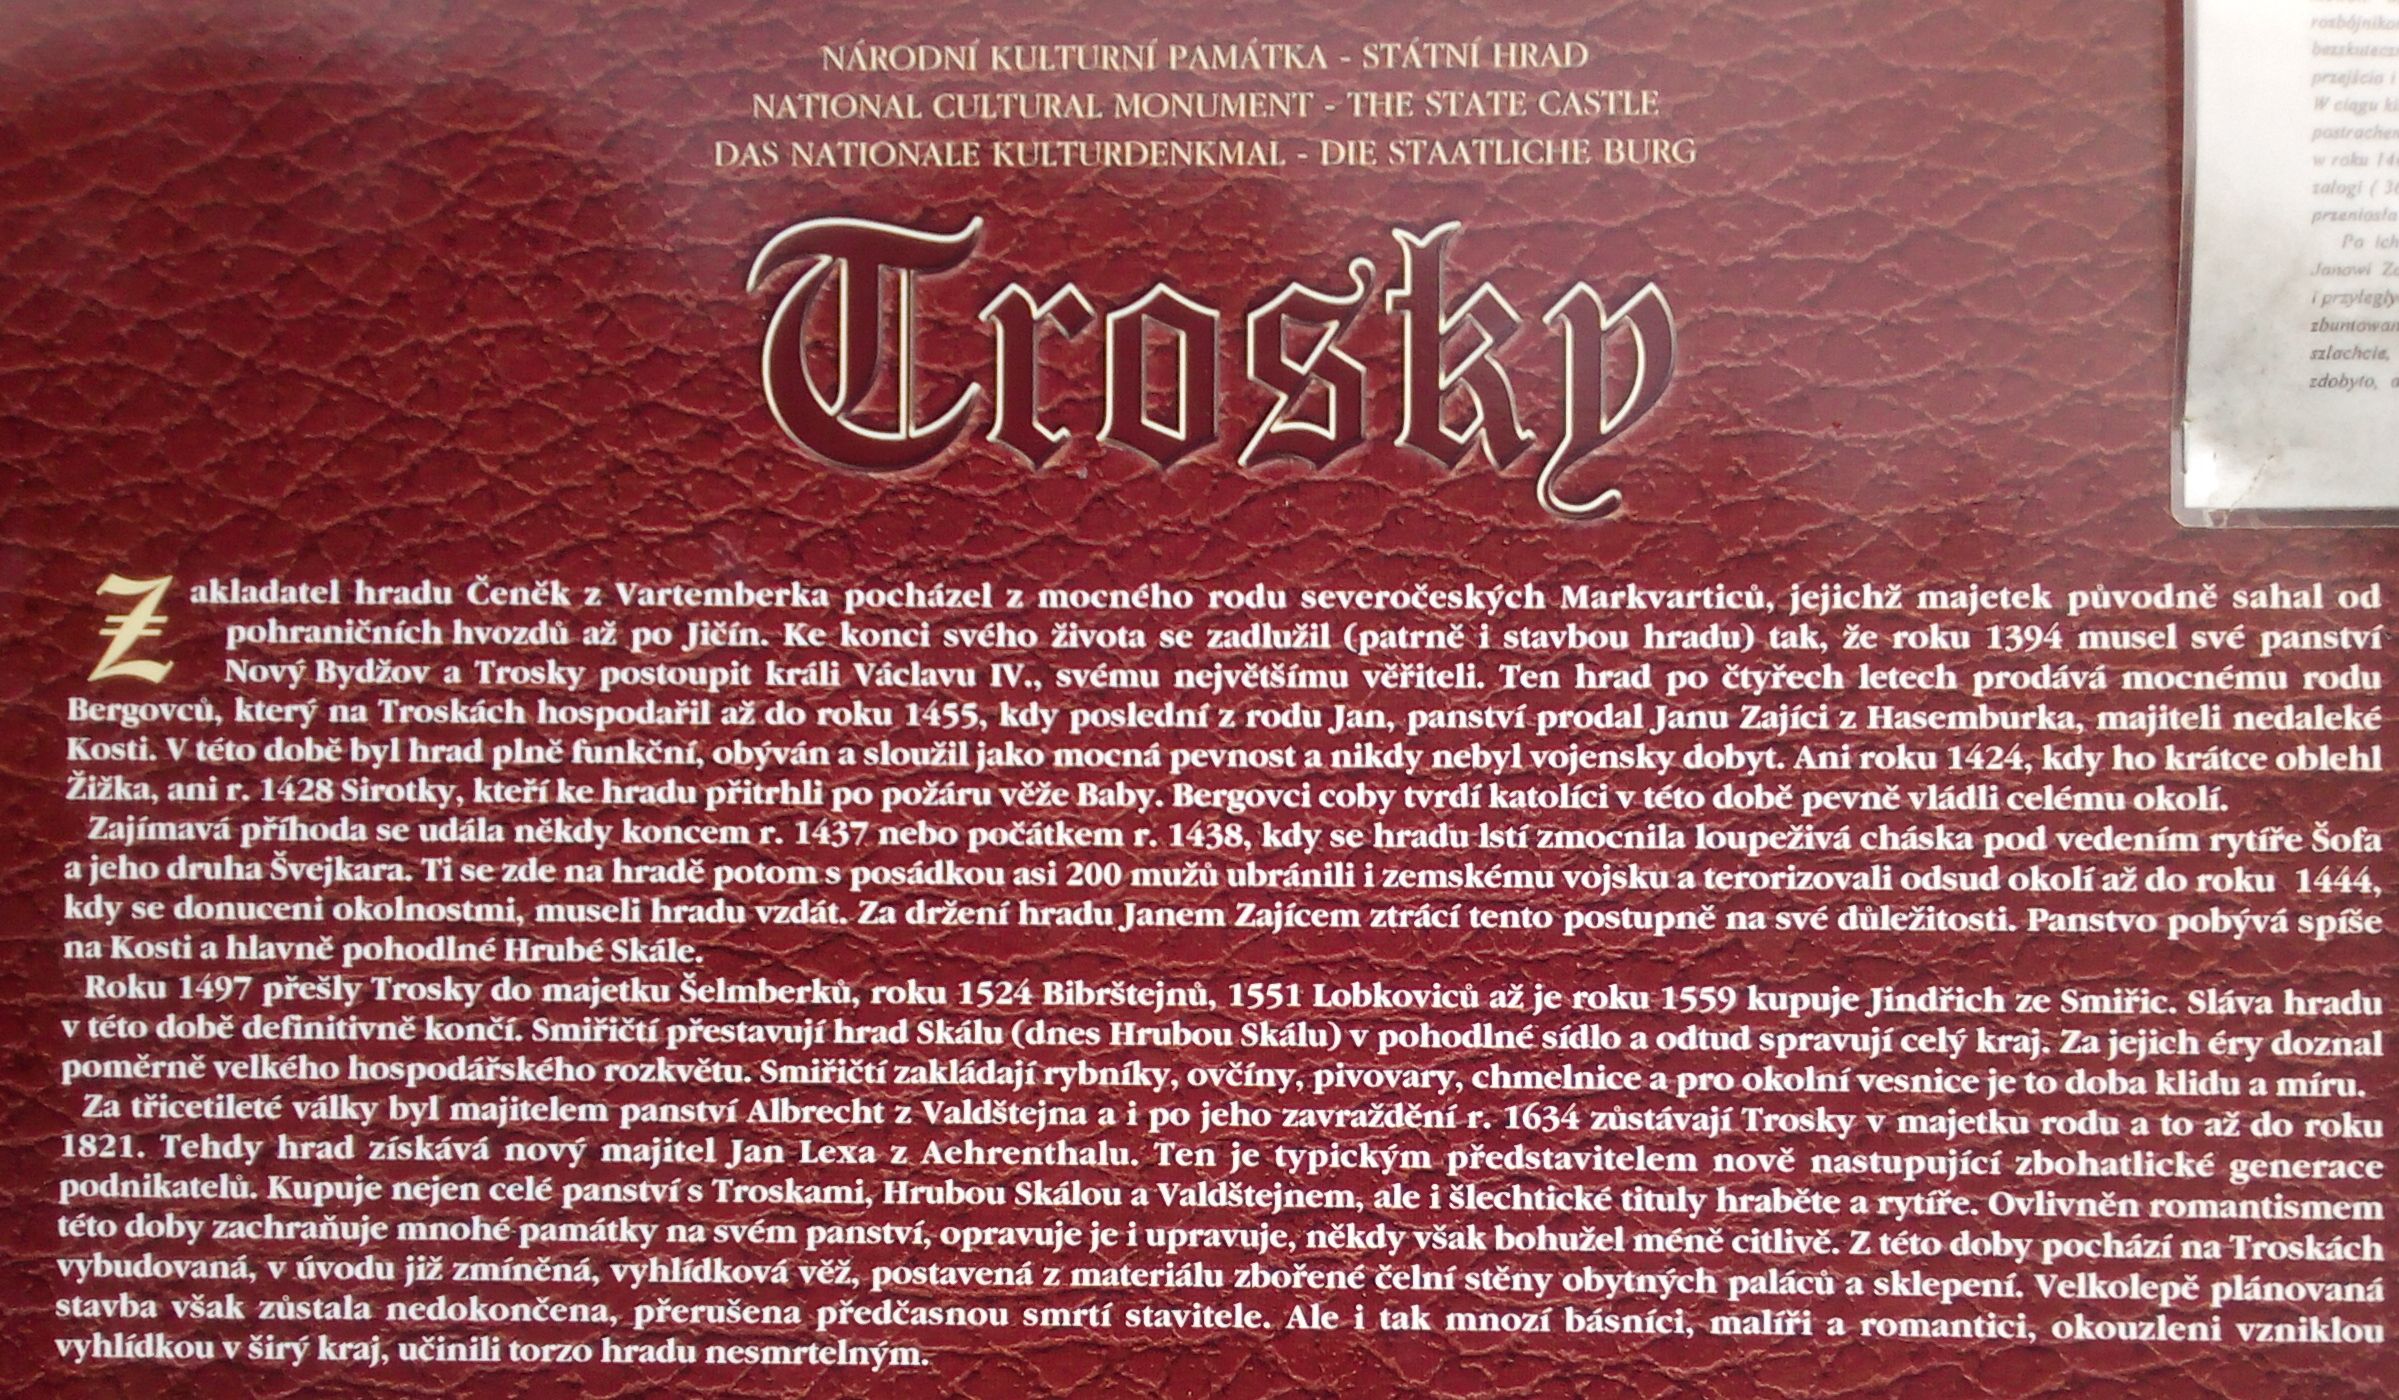 NÁRODNÍ KULTURNÍ PAMÁTKA - STÁTNÍ HRAD
NATIONAL CULTURAL MONUMENT - THE STATE CASTLE
DAS NATIONALE KULTURDENKMAL - DIE STAATLICHE BURG
Trosky
Zakladatel hradu Čeněk z Vartemberka pocházel z mocného rodu severočeských Markvarticů, jejichž majetek původně sahal od
pohraničních hvozdů až po Jičín. Ke konci svého života se zadlužil (patrně i stavbou hradu) tak, že roku 1394 musel své panství
Nový Bydžov a Trosky postoupit králi Václavu IV., svému největšímu věřiteli. Ten hrad po čtyřech letech prodává mocnému rodu
Bergovců, který na Troskách hospodařil až do roku 1455, kdy poslední z rodu Jan, panství prodal Janu Zajíci z Hasemburka, majiteli nedaleké
Kosti. V této době byl hrad plně funkční, obýván a sloužil jako mocná pevnost a nikdy nebyl vojensky dobyt. Ani roku 1424, kdy ho krátce oblehl
Žižka, ani r. 1428 Sirotky, kteří ke hradu přitrhli po požáru věže Baby. Bergovci coby tvrdí katolíci v této době pevně vládli celému okolí.
Zajímavá příhoda se udála někdy koncem r. 1437 nebo počátkem r. 1438, kdy se hradu lstí zmocnila loupeživá cháska pod vedením rytíře Šofa
a jeho druha Švejkara. Ti se zde na hradě potom s posádkou asi 200 mužů ubránili i zemskému vojsku a terorizovali odsud okolí až do roku 1444,
kdy se donuceni okolnostmi, museli hradu vzdát. Za držení hradu Janem Zajícem ztrácí tento postupně na své důležitosti. Panstvo pobývá spíše
na Kosti a hlavně pohodlné Hrubé Skále.
Roku 1497 přešly Trosky do majetku Šelmberků, roku 1524 Bibrštejnů, 1551 Lobkoviců až je roku 1559 kupuje Jindřich ze Smiřic. Sláva hradu
v této době definitivně končí. Smiřičtí přestavují hrad Skálu (dnes Hrubou Skálu) v pohodlné sídlo a odtud spravují celý kraj. Za jejich éry doznal
poměrně velkého hospodářského rozkvětu. Smiřičtí zakládají rybníky, ovčíny, pivovary, chmelnice a pro okolní vesnice je to doba klidu a míru.
Za třicetileté války byl majitelem panství Albrecht z Valdštejna a i po jeho zavraždění r. 1634 zůstávají Trosky v majetku rodu a to až do roku
1821. Tehdy hrad získává nový majitel Jan Lexa z Aehrenthalu. Ten je typickým představitelem nově nastupující zbohatlické generace
podnikatelů. Kupuje nejen celé panství s Troskami, Hrubou Skálou a Valdštejnem, ale i šlechtické tituly hraběte a rytíře. Ovlivněn romantismem
této doby zachraňuje mnohé památky na svém panství, opravuje je i upravuje, někdy však bohužel méně citlivě. Z této doby pochází na Troskách
vybudovaná, v úvodu již zmíněná, vyhlídková věž, postavená z materiálu zbořené čelní stěny obytných paláců a sklepení. Velkolepě plánovaná
stavba však zůstala nedokončena, přerušena předčasnou smrtí stavitele. Ale i tak mnozí básníci, malíři a romantici, okouzleni vzniklou
vyhlídkou v širý kraj, učinili torzo hradu nesmrtelným.
przejścia i
W ciągu
w roku
załogi (
Po ich
Janowi
szlachcie,
zdobyto,